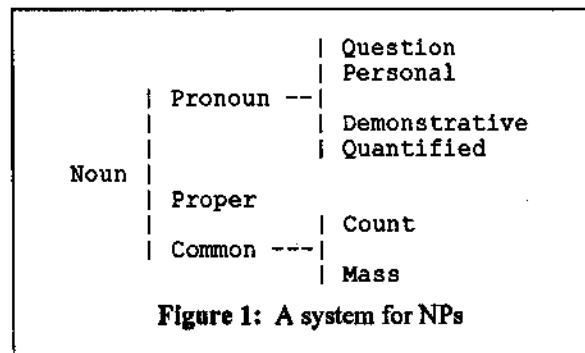 Question
Personal
Pronoun
Demonstrative
Quantified
Noun
Proper
Count
Common
Mass
Figure 1: A system for NPs